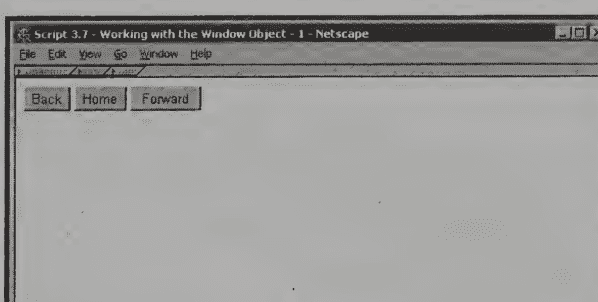 Script 3.7 - Working with the Window Object - 1 - Netscape
File Edit View Go Window Help
Back Home Forward